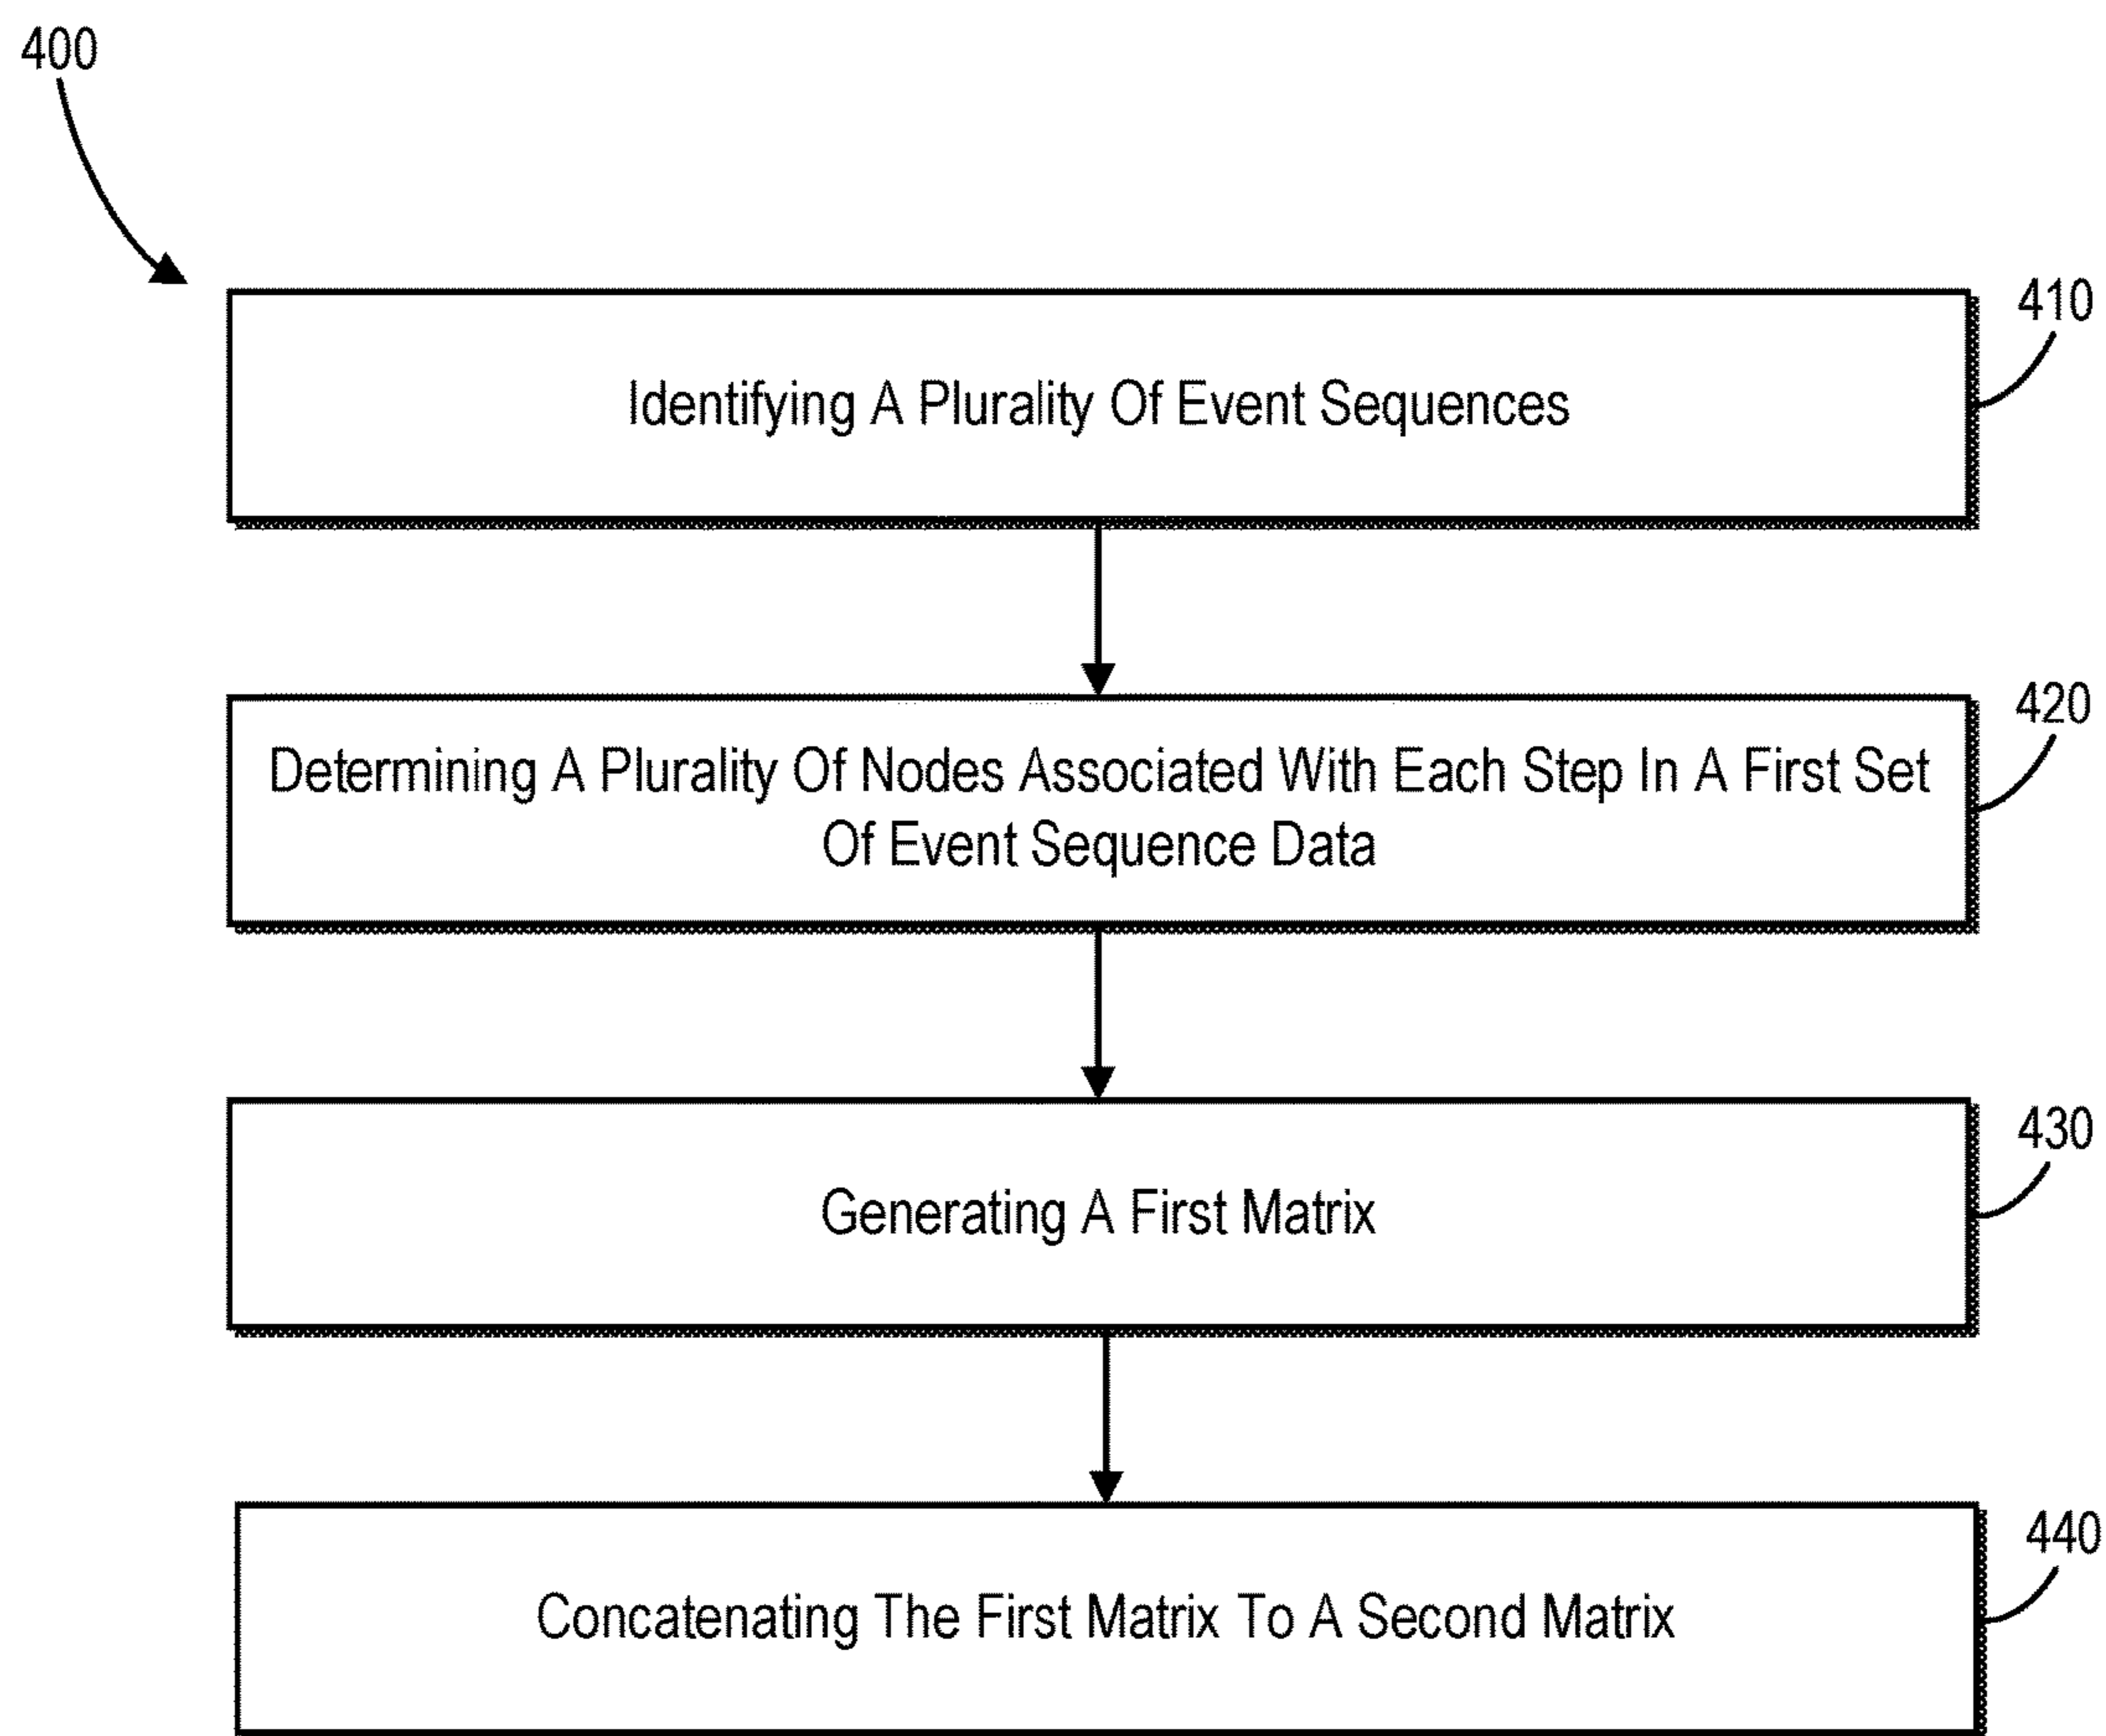 400
410
Identifying A Plurality Of Event Sequences
420
Determining A Plurality Of Nodes Associated With Each Step In A First Set
Of Event Sequence Data
430
Generating A First Matrix
440
Concatenating The First Matrix To A Second Matrix